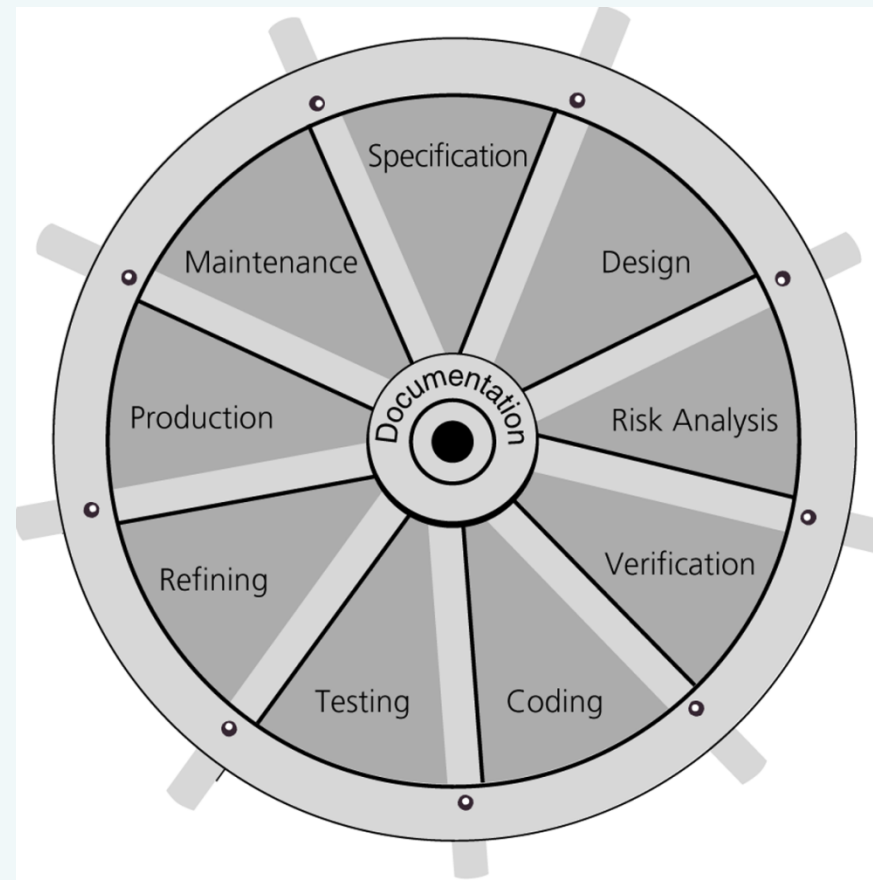 Specification
Design
Risk Analysis
Verification
Coding
Testing
Refining
Production
Maintenance
Documentation